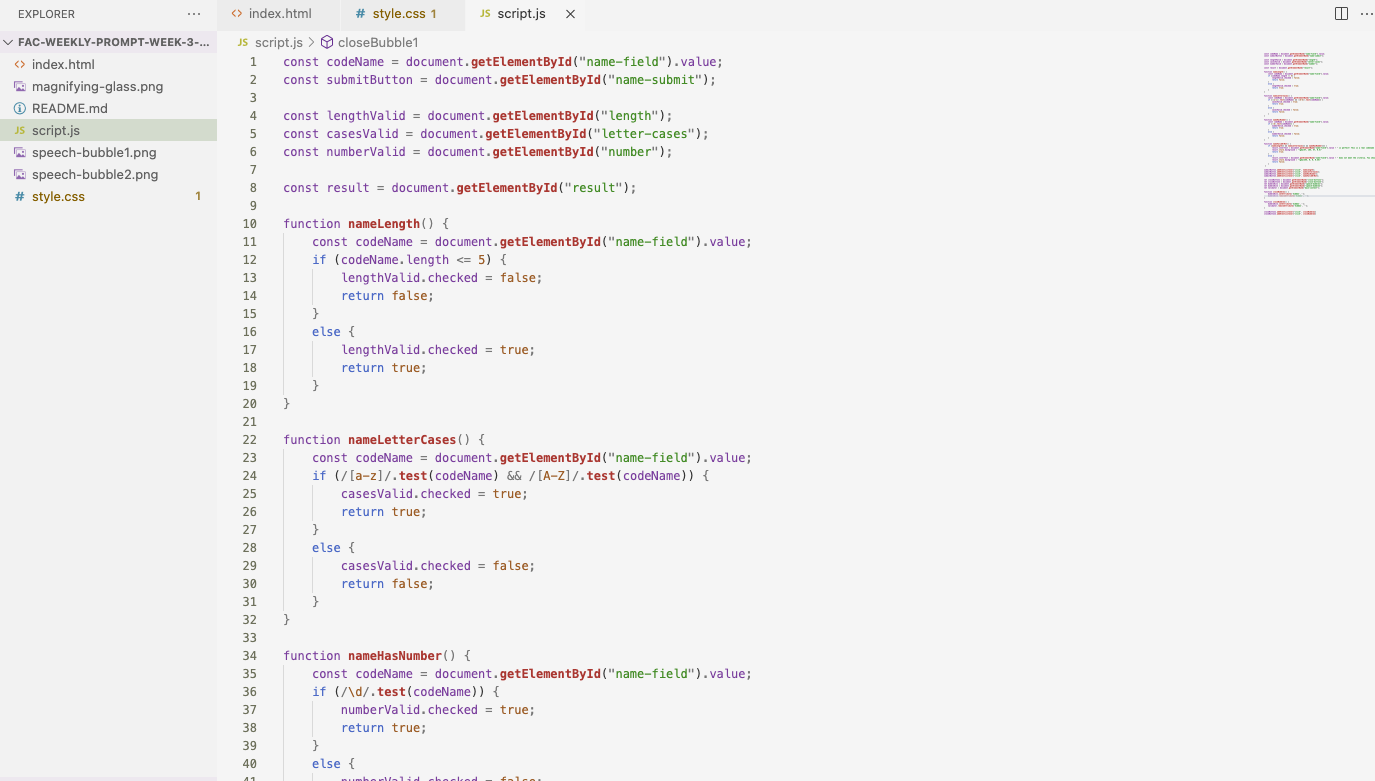 EXPLORER ···
FAC-WEEKLY-PROMPT-WEEK-3-...
<> index.html
magnifying-glass.png
README.md
JS script.js
speech-bubble1.png
speech-bubble2.png
# style.css 1
<> index.html # style.css 1 JS script.js ×
JS script.js > closeBubble1
1 const codeName = document.getElementById("name-field").value;
2 const submitButton = document.getElementById("name-submit");
3
4 const lengthValid = document.getElementById("length");
5 const casesValid = document.getElementById("letter-cases");
6 const numberValid = document.getElementById("number");
7
8 const result = document.getElementById("result");
9
10 function nameLength() {
11 const codeName = document.getElementById("name-field").value;
12 if (codeName.length <= 5) {
13 lengthValid.checked = false;
14 return false;
15 }
16 else {
17 lengthValid.checked = true;
18 return true;
19 }
20 }
21
22 function nameLetterCases() {
23 const codeName = document.getElementById("name-field").value;
24 if (/[a-z]/.test(codeName) && /[A-Z]/.test(codeName)) {
25 casesValid.checked = true;
26 return true;
27 }
28 else {
29 casesValid.checked = false;
30 return false;
31 }
32 }
33
34 function nameHasNumber() {
35 const codeName = document.getElementById("name-field").value;
36 if (/\d/.test(codeName)) {
37 numberValid.checked = true;
38 return true;
39 }
40 else {
41 numberValid.checked = false;